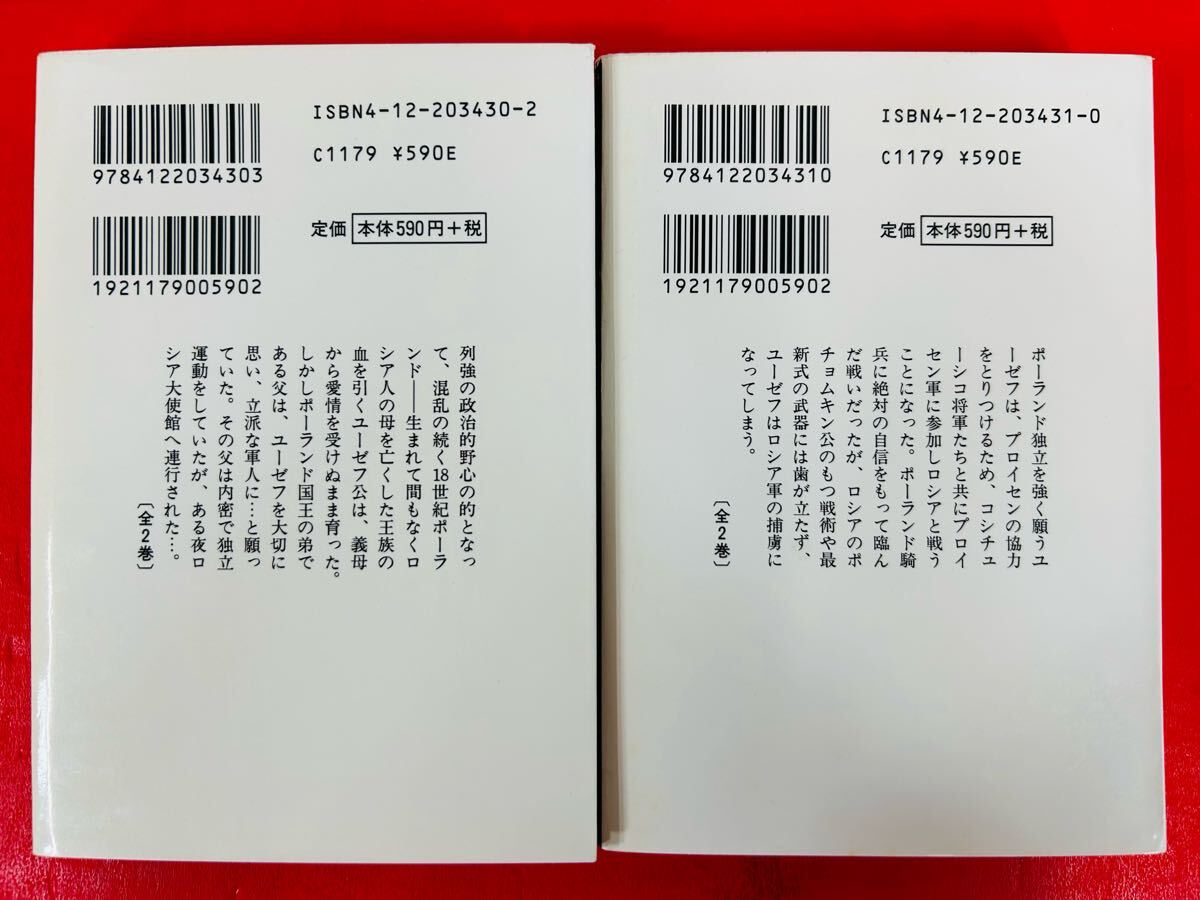 ISBN4-12-203430-2
C1179 ¥590E
9784122034303
定価 本体590円+税
1921179005902
列強の政治的野心の的となっ
て、混乱の続く18世紀ポーラ
ンド――生まれて間もなくロ
シア人の母を亡くした王族の
血を引くユーゼフ公は、義母
から愛情を受けぬまま育った。
しかしポーランド国王の弟で
ある父は、ユーゼフを大切に
思い、立派な軍人に…と願っ
ていた。その父は内密で独立
運動をしていたが、ある夜ロ
シア大使館へ連行された…。
〔全2巻〕
ISBN4-12-203431-0
C1179 ¥590E
9784122034310
定価 本体590円+税
1921179005902
ポーランド独立を強く願うユ
ーゼフは、プロイセンの協力
をとりつけるため、コシチュ
ーシコ将軍たちと共にプロイ
セン軍に参加しロシアと戦う
ことになった。ポーランド騎
兵に絶対の自信をもって臨ん
だ戦いだったが、ロシアのポ
チョムキン公のもつ戦術や最
新式の武器には歯が立たず、
ユーゼフはロシア軍の捕虜に
なってしまう。
〔全2巻〕